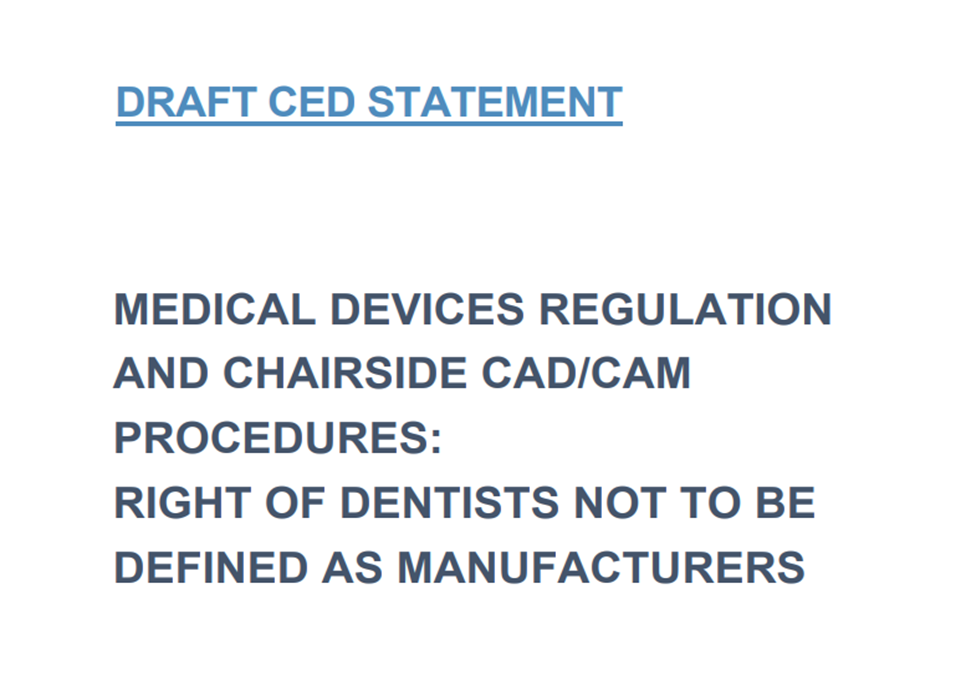 DRAFT CED STATEMENT
MEDICAL DEVICES REGULATION
AND CHAIRSIDE CAD/CAM
PROCEDURES:
RIGHT OF DENTISTS NOT TO BE
DEFINED AS MANUFACTURERS